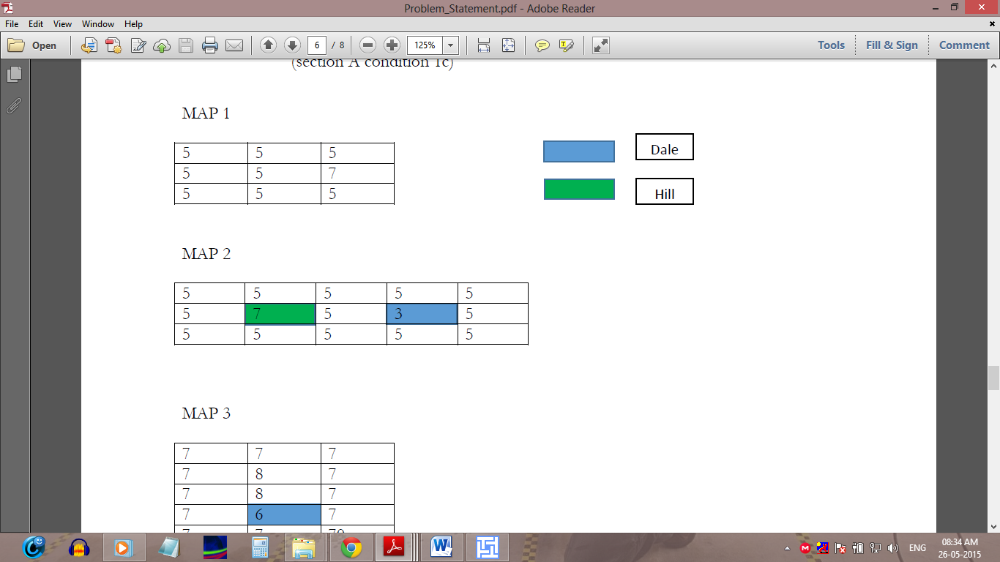 Problem_Statement.pdf - Adobe Reader
File Edit View Window Help
Open 6 / 8 125% Tools Fill & Sign Comment
(section A condition 1c)
MAP 1
5 5 5
5 5 7
5 5 5
Dale
Hill
MAP 2
5 5 5 5 5
5 7 5 3 5
5 5 5 5 5
MAP 3
7 7 7
7 8 7
7 8 7
7 6 7
7 7 70
ENG 08:34 AM
26-05-2015